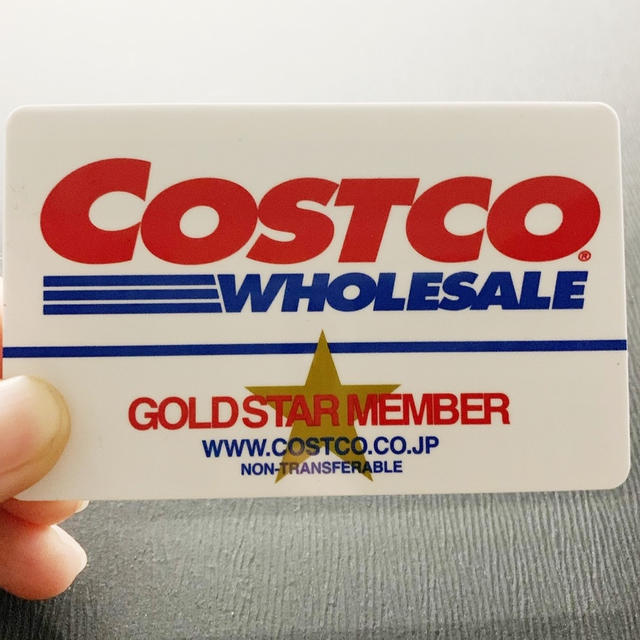 COSTCO®
WHOLESALE
GOLD STAR MEMBER
WWW.COSTCO.CO.JP
NON-TRANSFERABLE